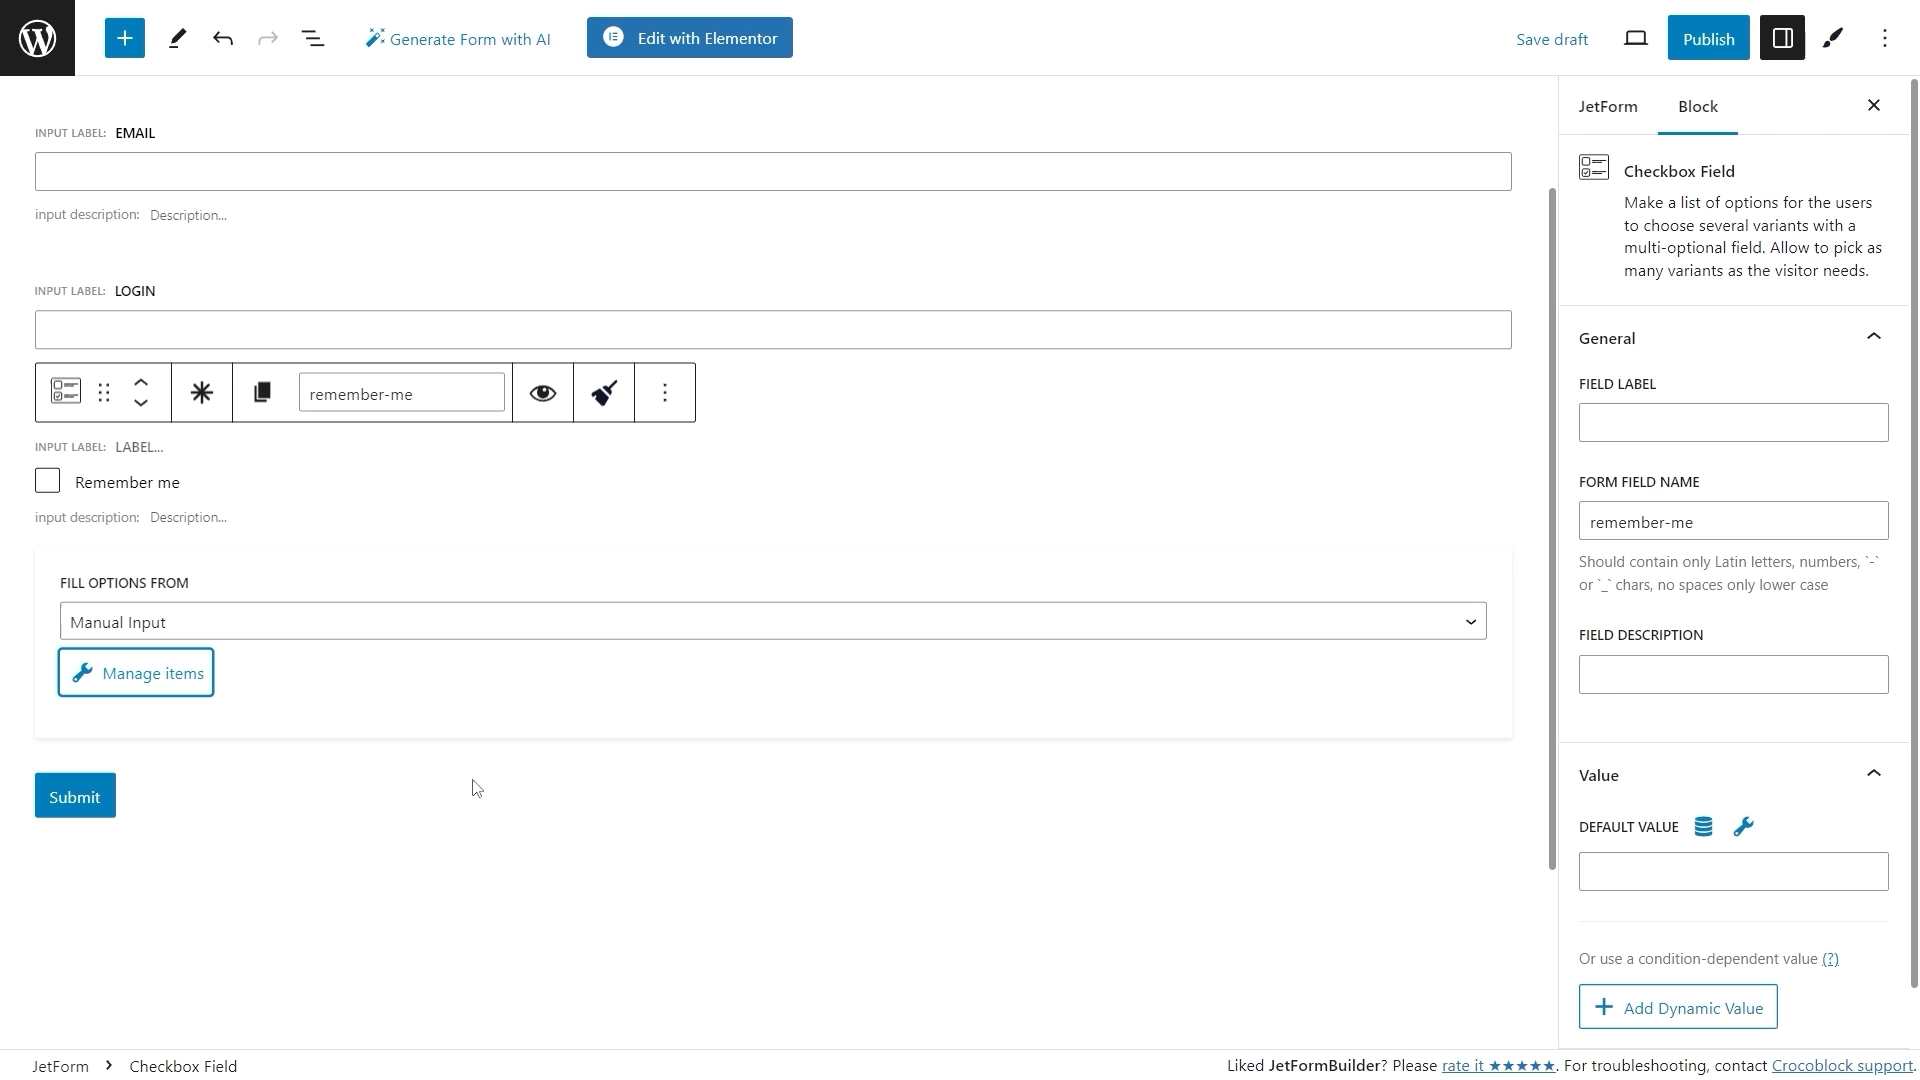 Generate Form with AI
Edit with Elementor
Save draft
Publish
INPUT LABEL: EMAIL
input description: Description...
INPUT LABEL: LOGIN
remember-me
INPUT LABEL: LABEL...
Remember me
input description: Description...
FILL OPTIONS FROM
Manual Input
Manage items
Submit
JetForm
Block
Checkbox Field
Make a list of options for the users
to choose several variants with a
multi-optional field. Allow to pick as
many variants as the visitor needs.
General
FIELD LABEL
FORM FIELD NAME
remember-me
Should contain only Latin letters, numbers, `-`
or `_` chars, no spaces only lower case
FIELD DESCRIPTION
Value
DEFAULT VALUE
Or use a condition-dependent value (?)
Add Dynamic Value
JetForm > Checkbox Field
Liked JetFormBuilder? Please rate it ★★★★★. For troubleshooting, contact Crocoblock support.